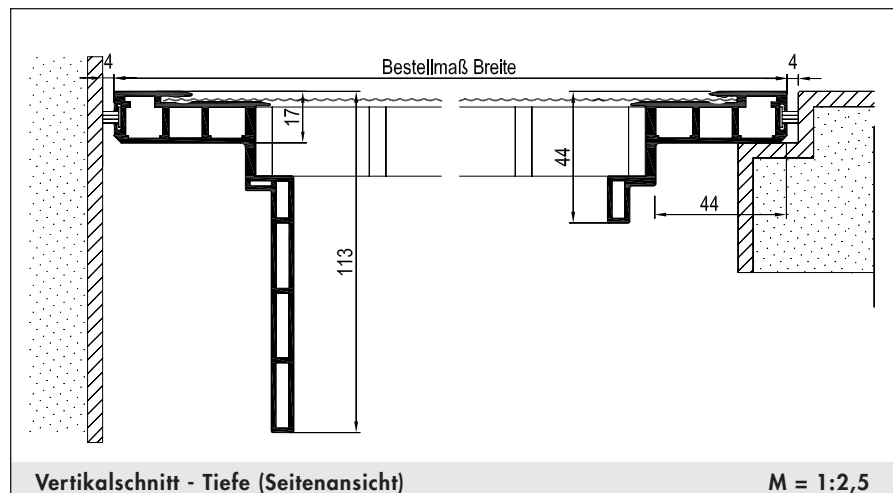 4
Bestellmaß Breite
4
17
44
44
113
Vertikalschnitt - Tiefe (Seitenansicht)
M = 1:2,5